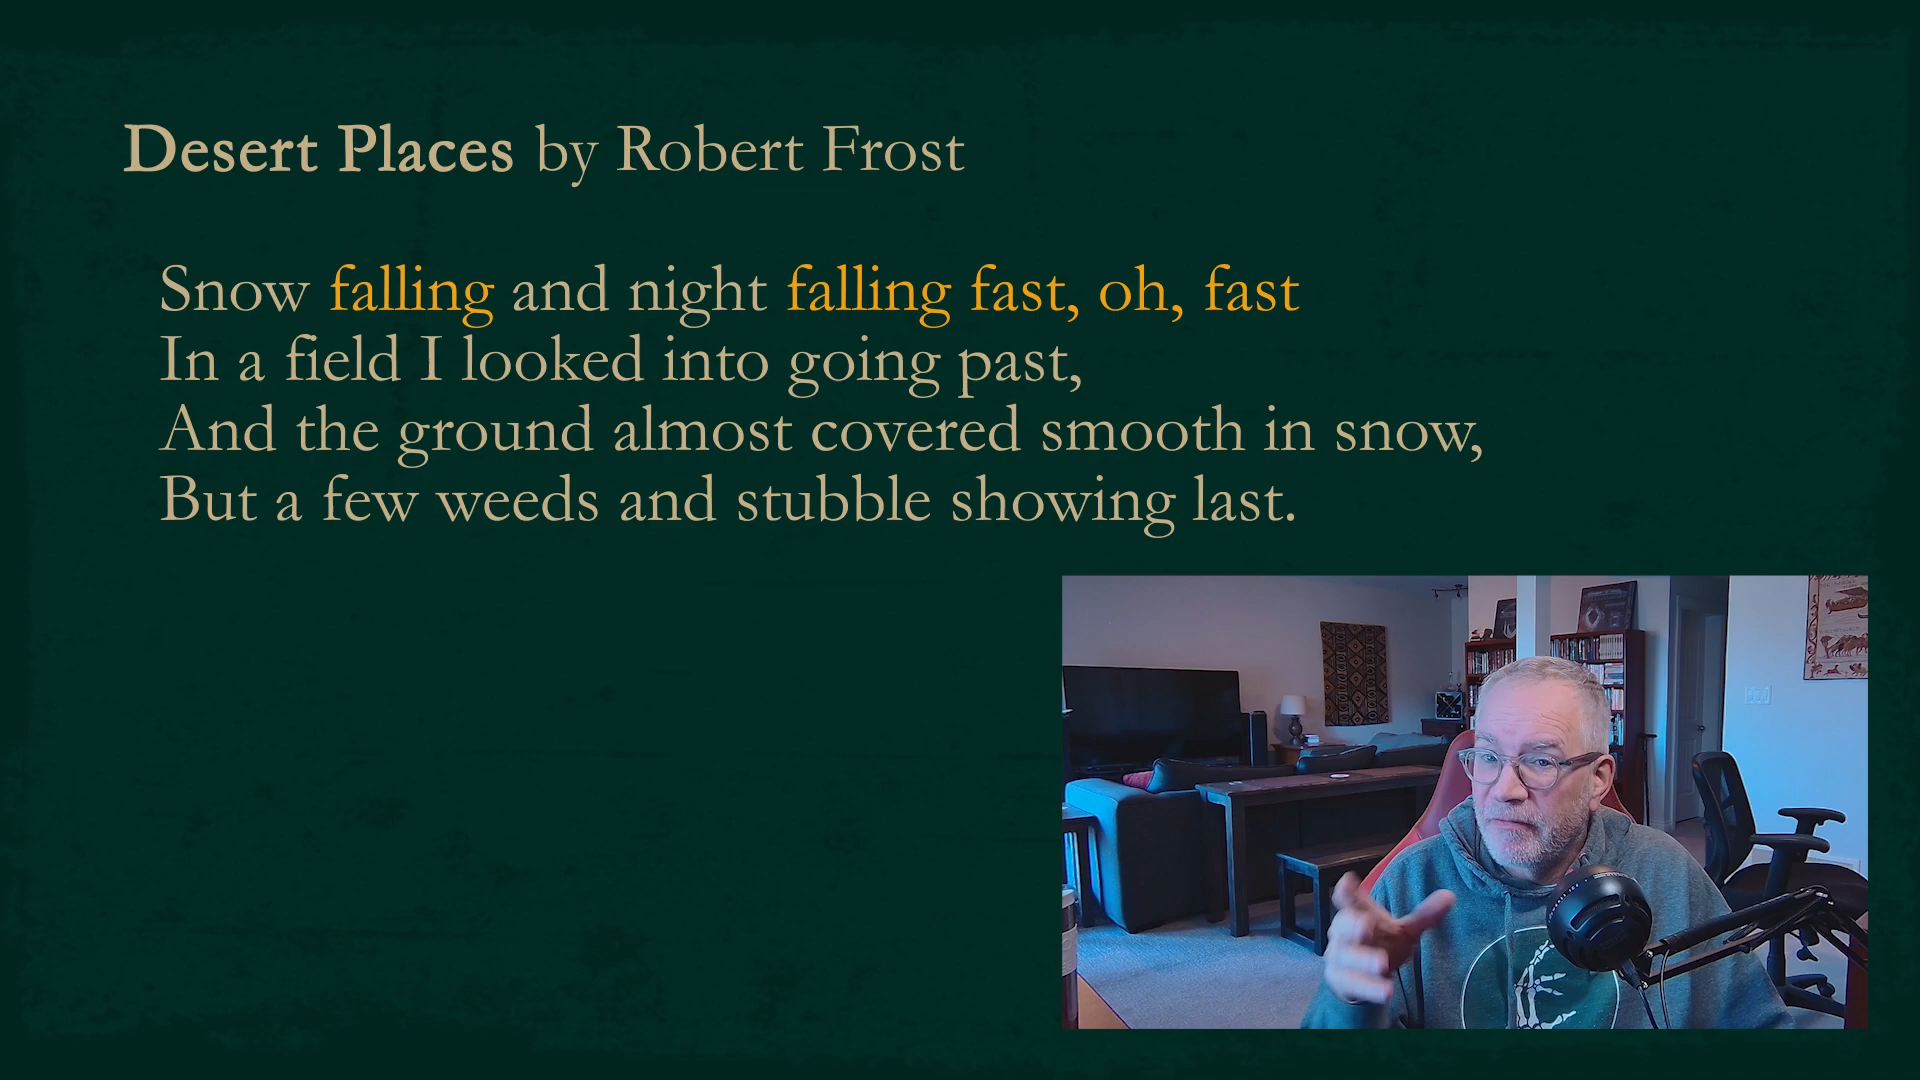 Desert Places by Robert Frost
Snow falling and night falling fast, oh, fast
In a field I looked into going past,
And the ground almost covered smooth in snow,
But a few weeds and stubble showing last.